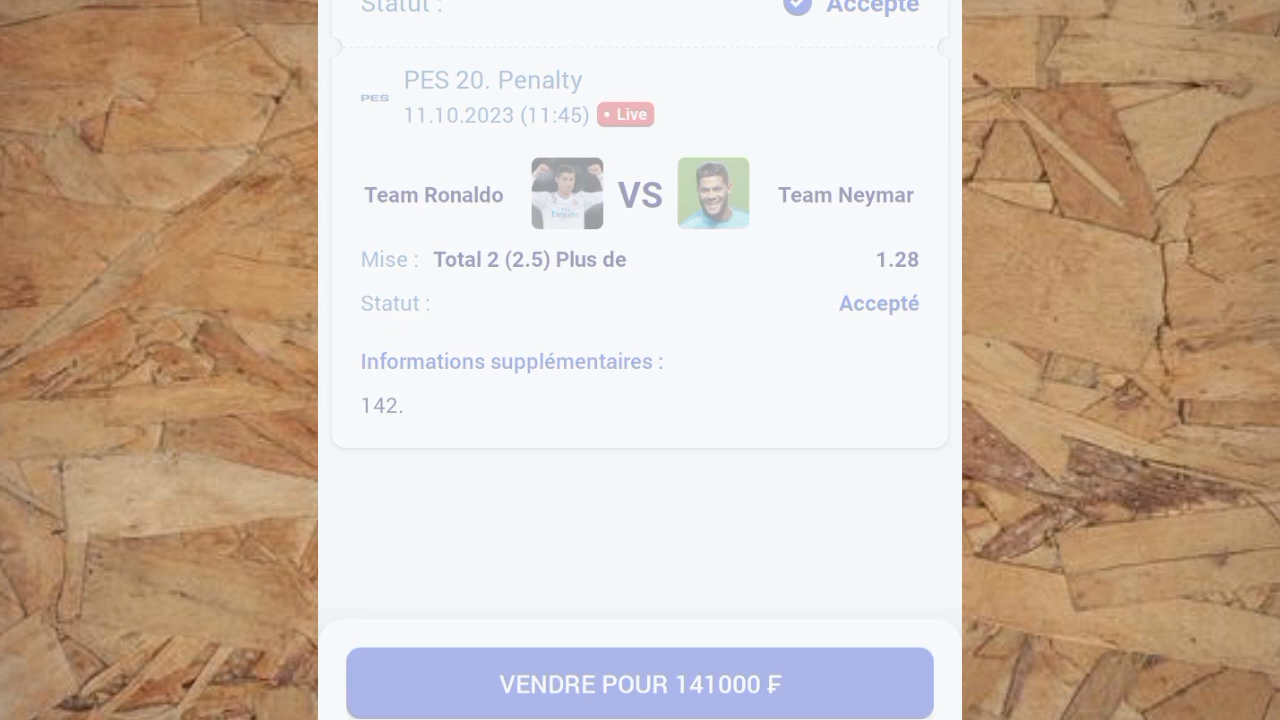 Statut :
Accepté
PES 20. Penalty
PES
11.10.2023 (11:45) • Live
Team Ronaldo VS Team Neymar
Mise : Total 2 (2.5) Plus de 1.28
Statut : Accepté
Informations supplémentaires :
142.
VENDRE POUR 141000 ₣